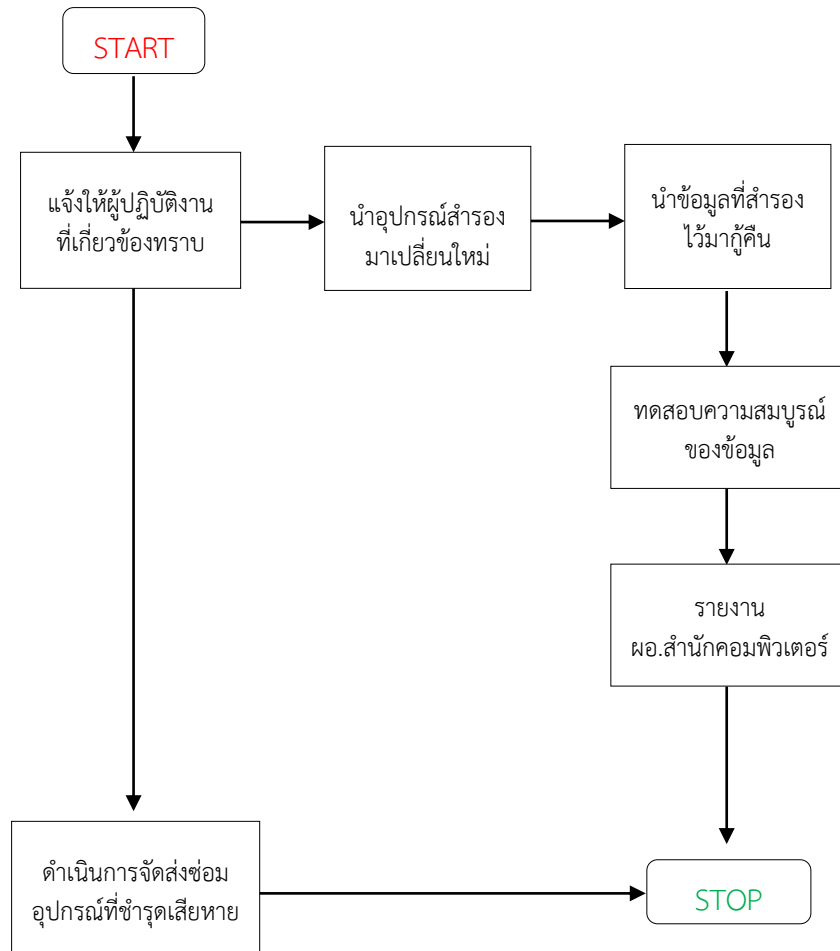 START
แจ้งให้ผู้ปฏิบัติงาน
ที่เกี่ยวข้องทราบ
นำอุปกรณ์สำรอง
มาเปลี่ยนใหม่
นำข้อมูลที่สำรอง
ไว้มากู้คืน
ทดสอบความสมบูรณ์
ของข้อมูล
รายงาน
ผอ.สำนักคอมพิวเตอร์
ดำเนินการจัดส่งซ่อม
อุปกรณ์ที่ชำรุดเสียหาย
STOP